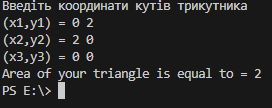 Введіть координати кутів трикутника
(x1,y1) = 0 2
(x2,y2) = 2 0
(x3,y3) = 0 0
Area of your triangle is equal to = 2
PS E:\>